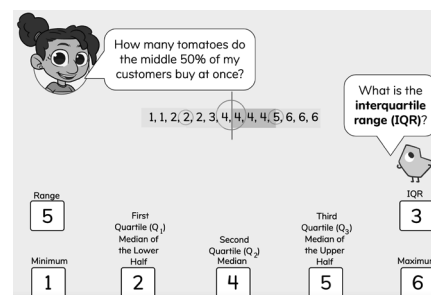 How many tomatoes do
the middle 50% of my
customers buy at once?
What is the
interquartile
range (IQR)?
1, 1, 2, 2, 2, 2, 3, 4, 4, 4, 4, 4, 5, 6, 6, 6
Range
5
IQR
3
Minimum
1
First
Quartile (Q₁)
Median of
the Lower
Half
2
Second
Quartile (Q₂)
Median
4
Third
Quartile (Q₃)
Median of
the Upper
Half
5
Maximu
6